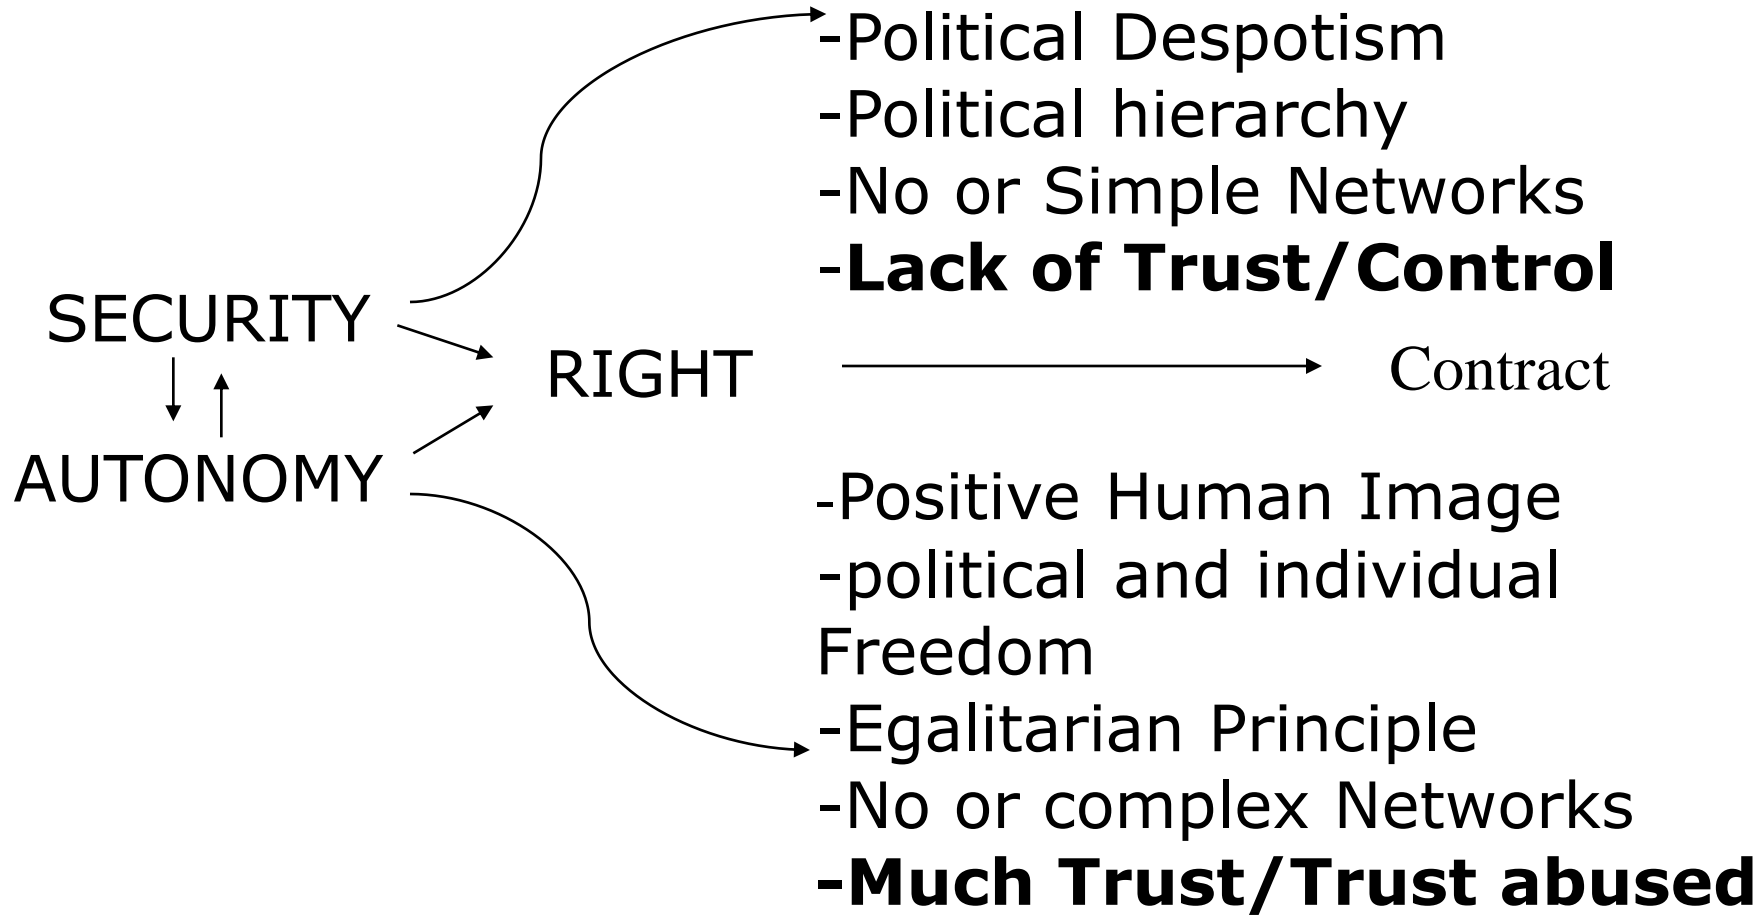 -Political Despotism
-Political hierarchy
-No or Simple Networks
-Lack of Trust/Control
SECURITY
RIGHT
Contract
AUTONOMY
-Positive Human Image
-political and individual
Freedom
-Egalitarian Principle
-No or complex Networks
-Much Trust/Trust abused